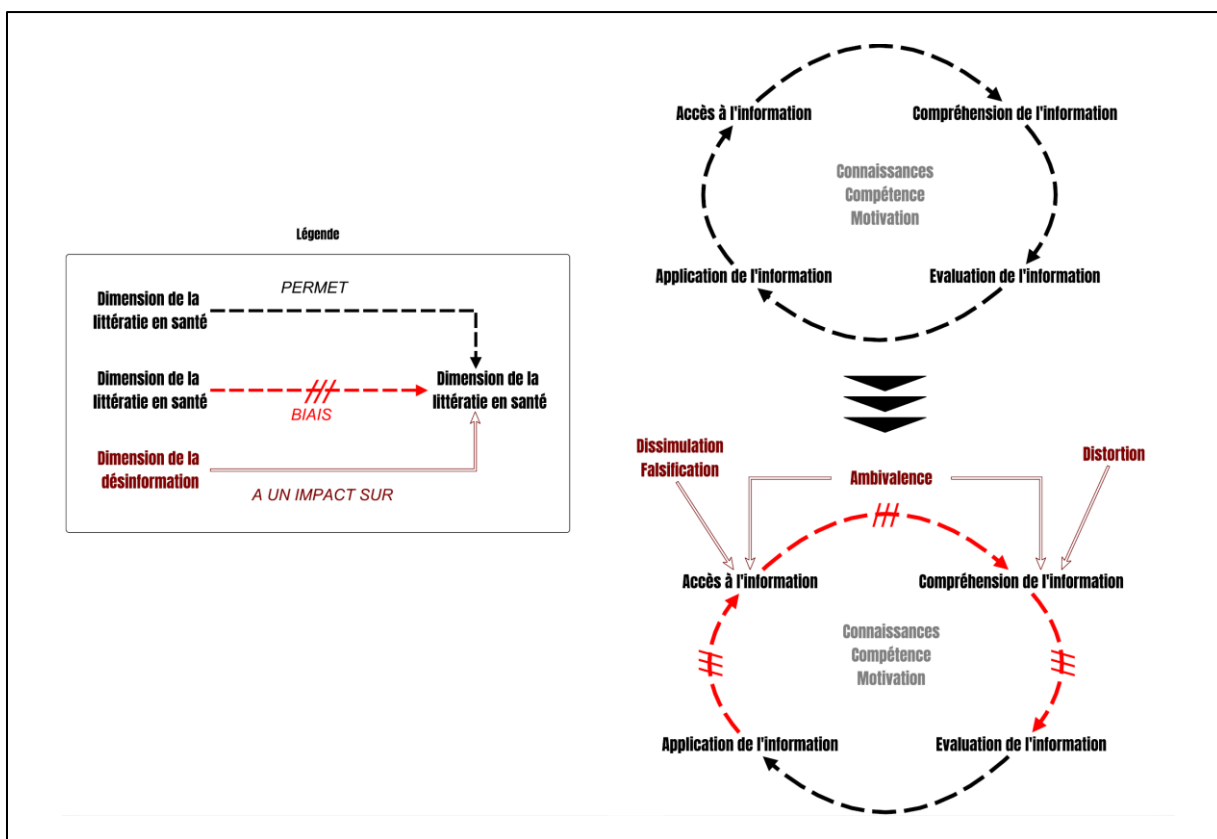 Légende
Dimension de la
littératie en santé
PERMET
Dimension de la
littératie en santé
BIAIS
Dimension de la
littératie en santé
Dimension de la
désinformation
A UN IMPACT SUR
Accès à l'information
Compréhension de l'information
Connaissances
Compétence
Motivation
Application de l'information
Evaluation de l'information
Dissimulation
Falsification
Ambivalence
Distortion
Accès à l'information
Compréhension de l'information
Connaissances
Compétence
Motivation
Application de l'information
Evaluation de l'information